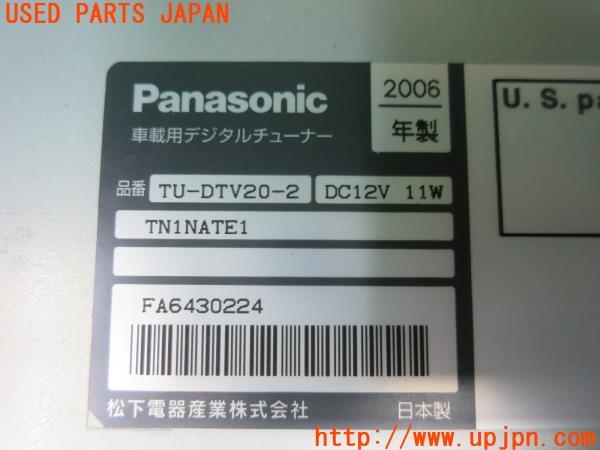 USED PARTS JAPAN
Panasonic
2006
年製
車載用デジタルチューナー
U. S. pa
品番 TU-DTV20-2 DC12V 11W
TN1NATE1
FA6430224
松下電器産業株式会社 日本製
http://www.upjpn.com